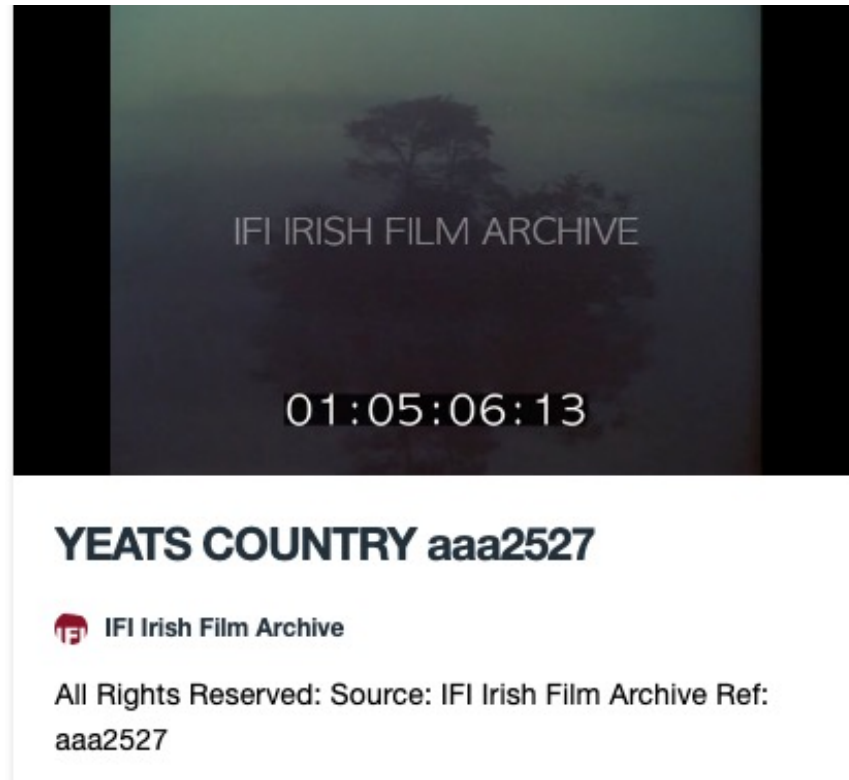 IFI IRISH FILM ARCHIVE
01:05:06:13
YEATS COUNTRY aaa2527
IFI
IFI Irish Film Archive
All Rights Reserved: Source: IFI Irish Film Archive Ref:
aaa2527